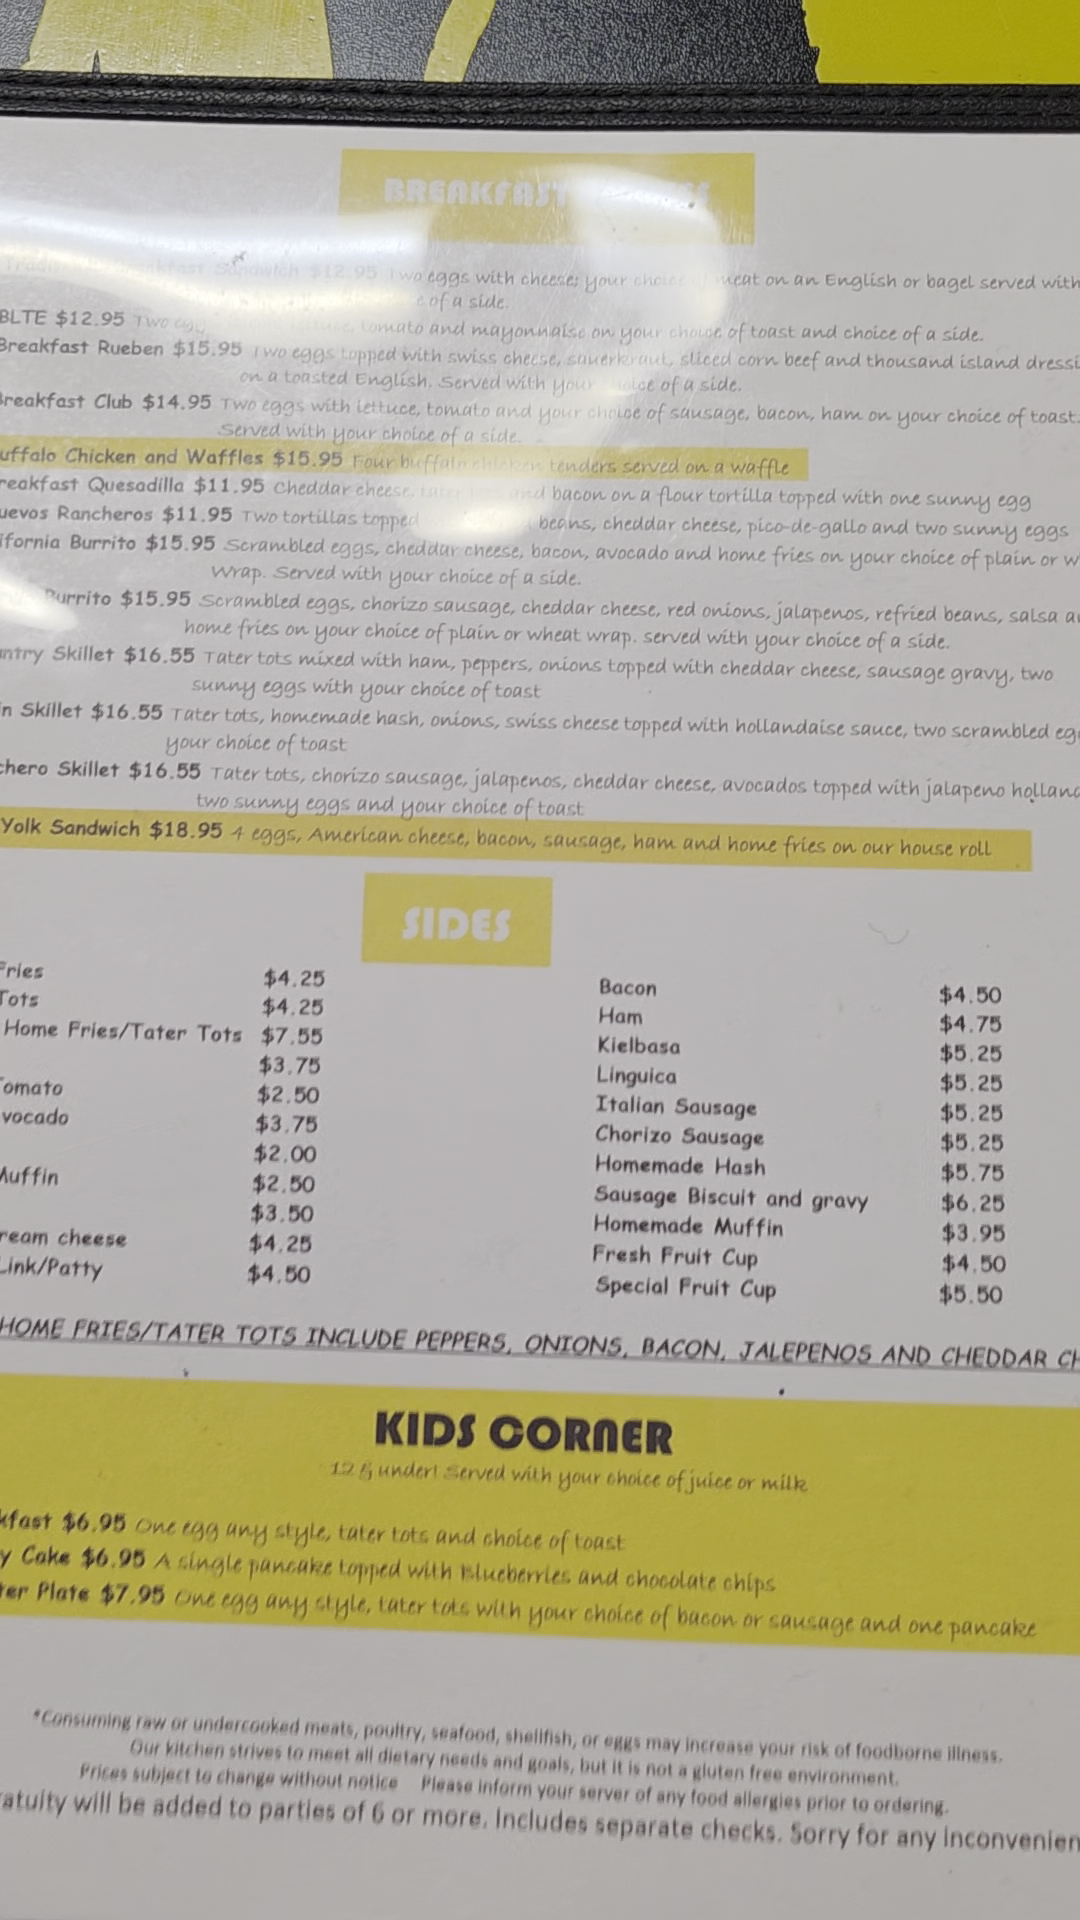 BREAKFAST
Sandwich $12.95 Two eggs with cheese, your choice meat on an English or bagel served with
of a side.
BLTE $12.95 Two tomato and mayonnaise on your choice of toast and choice of a side.
Breakfast Rueben $15.95 Two eggs topped with swiss cheese, sauerkraut, sliced corn beef and thousand island dressi
on a toasted English. Served with your of a side.
Breakfast Club $14.95 Two eggs with lettuce, tomato and your choice of sausage, bacon, ham on your choice of toast.
Served with your choice of a side.
uffalo Chicken and Waffles $15.95 Four buffalo chicken tenders served on a waffle
reakfast Quesadilla $11.95 Cheddar cheese, and bacon on a flour tortilla topped with one sunny egg
uevos Rancheros $11.95 Two tortillas topped beans, cheddar cheese, pico-de-gallo and two sunny eggs
ifornia Burrito $15.95 Scrambled eggs, cheddar cheese, bacon, avocado and home fries on your choice of plain or w
wrap. Served with your choice of a side.
Burrito $15.95 Scrambled eggs, chorizo sausage, cheddar cheese, red onions, jalapenos, refried beans, salsa a
home fries on your choice of plain or wheat wrap. served with your choice of a side.
ntry Skillet $16.55 Tater tots mixed with ham, peppers, onions topped with cheddar cheese, sausage gravy, two
sunny eggs with your choice of toast
n Skillet $16.55 Tater tots, homemade hash, onions, swiss cheese topped with hollandaise sauce, two scrambled eg
your choice of toast
chero Skillet $16.55 Tater tots, chorizo sausage, jalapenos, cheddar cheese, avocados topped with jalapeno holland
two sunny eggs and your choice of toast
Yolk Sandwich $18.95 4 eggs, American cheese, bacon, sausage, ham and home fries on our house roll
SIDES
Fries $4.25
Tots $4.25
Home Fries/Tater Tots $7.55
$3.75
Tomato $2.50
vocado $3.75
$2.00
Muffin $2.50
$3.50
ream cheese $4.25
Link/Patty $4.50
Bacon $4.50
Ham $4.75
Kielbasa $5.25
Linguica $5.25
Italian Sausage $5.25
Chorizo Sausage $5.25
Homemade Hash $5.75
Sausage Biscuit and gravy $6.25
Homemade Muffin $3.95
Fresh Fruit Cup $4.50
Special Fruit Cup $5.50
HOME FRIES/TATER TOTS INCLUDE PEPPERS, ONIONS, BACON, JALEPENOS AND CHEDDAR CH
KIDS CORNER
12 & under! Served with your choice of juice or milk
kfast $6.95 One egg any style, tater tots and choice of toast
y Cake $6.95 A single pancake topped with Blueberries and chocolate chips
ter Plate $7.95 One egg any style, tater tots with your choice of bacon or sausage and one pancake
*Consuming raw or undercooked meats, poultry, seafood, shellfish, or eggs may increase your risk of foodborne illness.
Our kitchen strives to meet all dietary needs and goals, but it is not a gluten free environment.
Prices subject to change without notice Please inform your server of any food allergies prior to ordering.
atuity will be added to parties of 6 or more. Includes separate checks. Sorry for any inconvenien